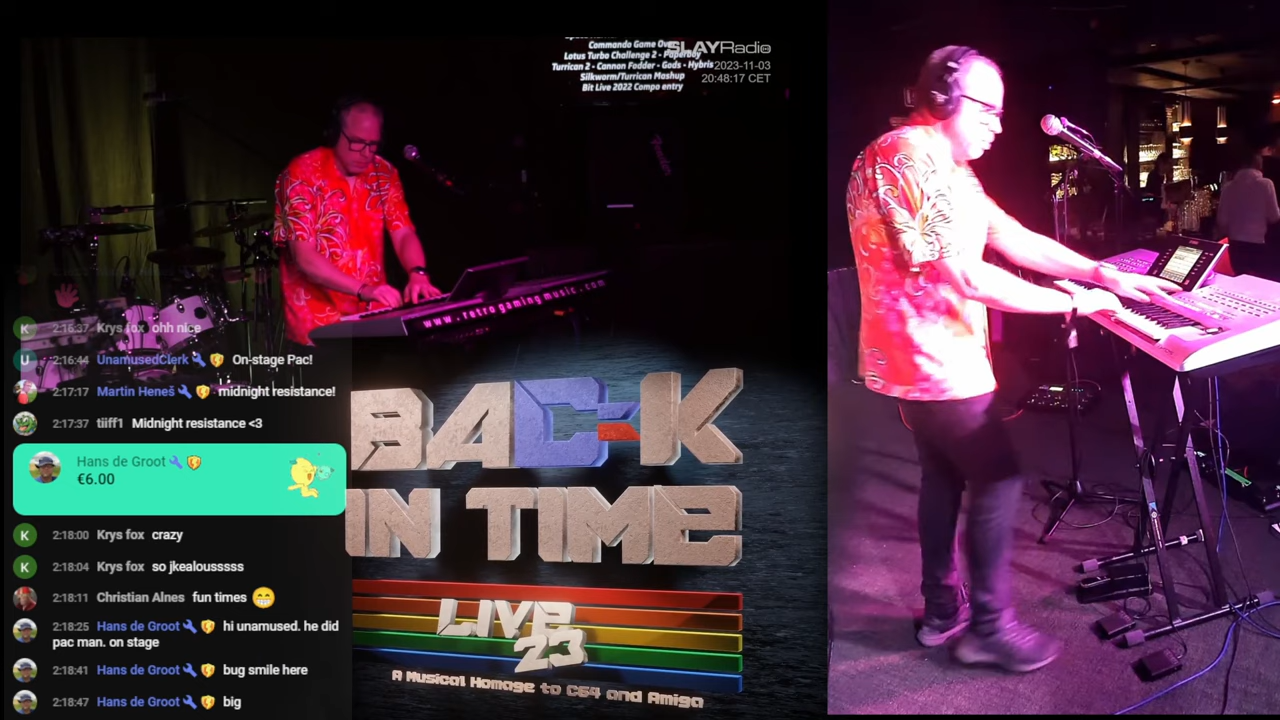 Commando Game Over
SLAYRadio
Lotus Turbo Challenge 2 - Paperboy
Turrican 2 - Cannon Fodder - Gods - Hybris
2023-11-03
Silkworm/Turrican Mashup
20:48:17 CET
Bit Live 2022 Compo entry
www.retrogamingmusic.com
K 2:16:37 Krys fox ohh nice
U 2:16:44 UnamusedClerk On-stage Pac!
2:17:17 Martin Heneš midnight resistance!
2:17:37 tiiff1 Midnight resistance <3
Hans de Groot
€6.00
K 2:18:00 Krys fox crazy
K 2:18:04 Krys fox so jkealousssss
2:18:11 Christian Alnes fun times 😁
2:18:25 Hans de Groot hi unamused. he did
pac man. on stage
2:18:41 Hans de Groot bug smile here
2:18:47 Hans de Groot big
BACK
IN TIME
LIVE
23
A Musical Homage to C64 and Amiga